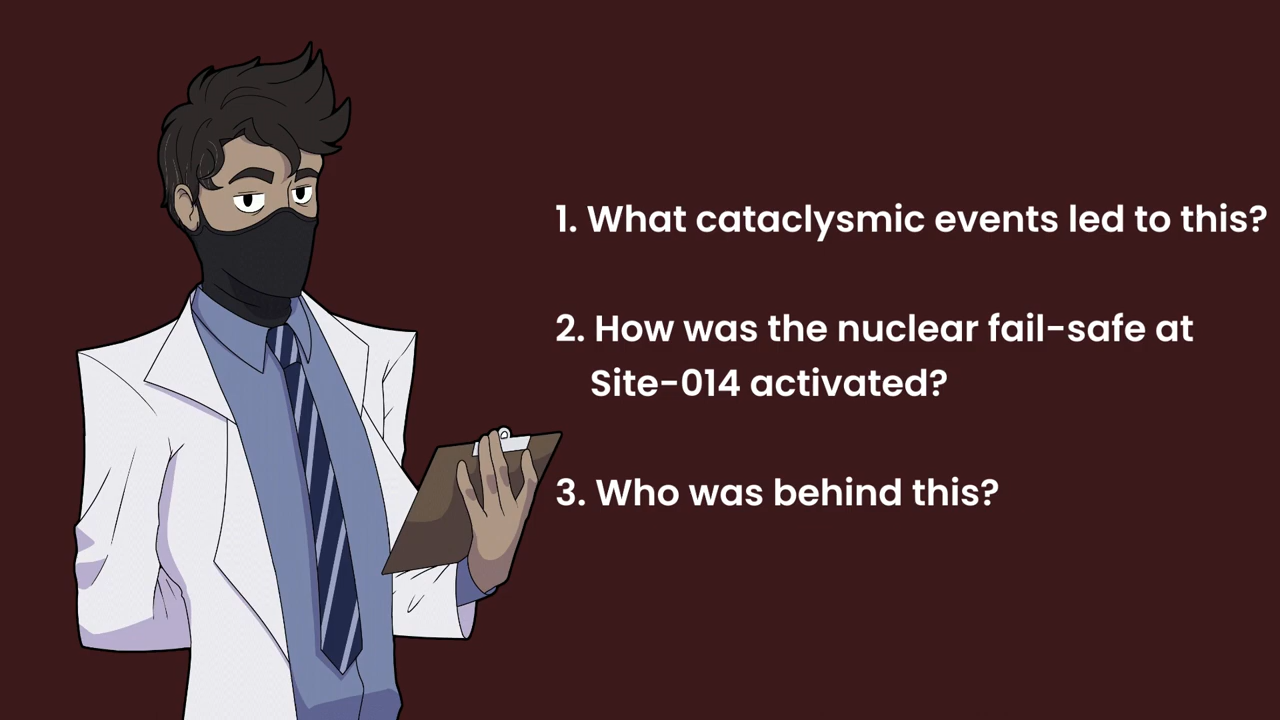 1. What cataclysmic events led to this?
2. How was the nuclear fail-safe at
Site-014 activated?
3. Who was behind this?